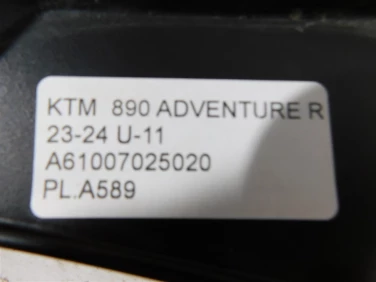 KTM 890 ADVENTURE R
23-24 U-11
A61007025020
PL.A589